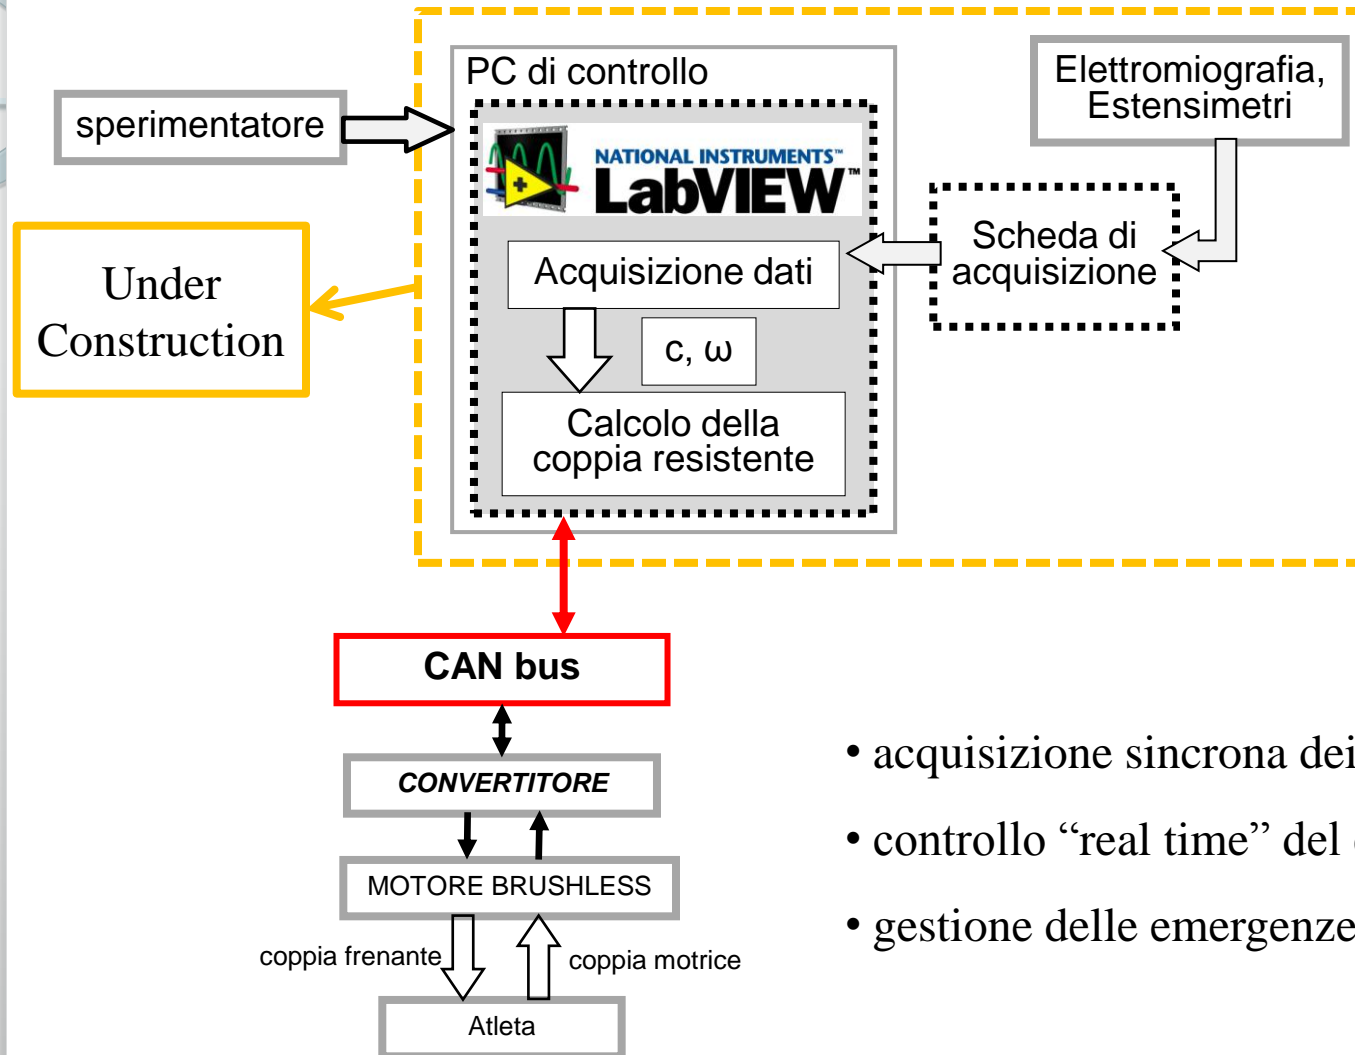 PC di controllo
Elettromiografia,
Estensimetri
sperimentatore
NATIONAL INSTRUMENTS™
LabVIEW™
Scheda di
acquisizione
Acquisizione dati
Under
Construction
c, ω
Calcolo della
coppia resistente
CAN bus
CONVERTITORE
MOTORE BRUSHLESS
coppia frenante
coppia motrice
Atleta
• acquisizione sincrona dei
• controllo “real time” del
• gestione delle emergenze